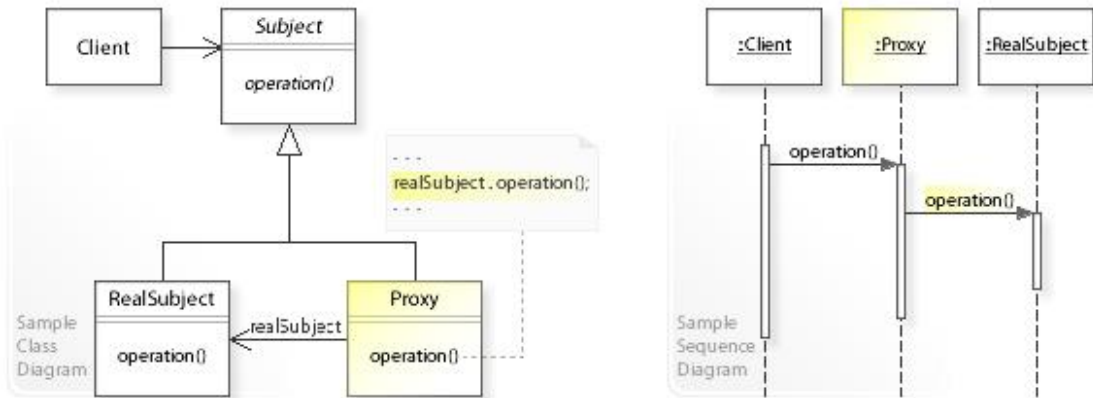 Client
Subject
operation()
- - -
realSubject.operation();
- - -
RealSubject
operation()
realSubject
Proxy
operation()
Sample
Class
Diagram
:Client
:Proxy
:RealSubject
operation()
operation()
Sample
Sequence
Diagram